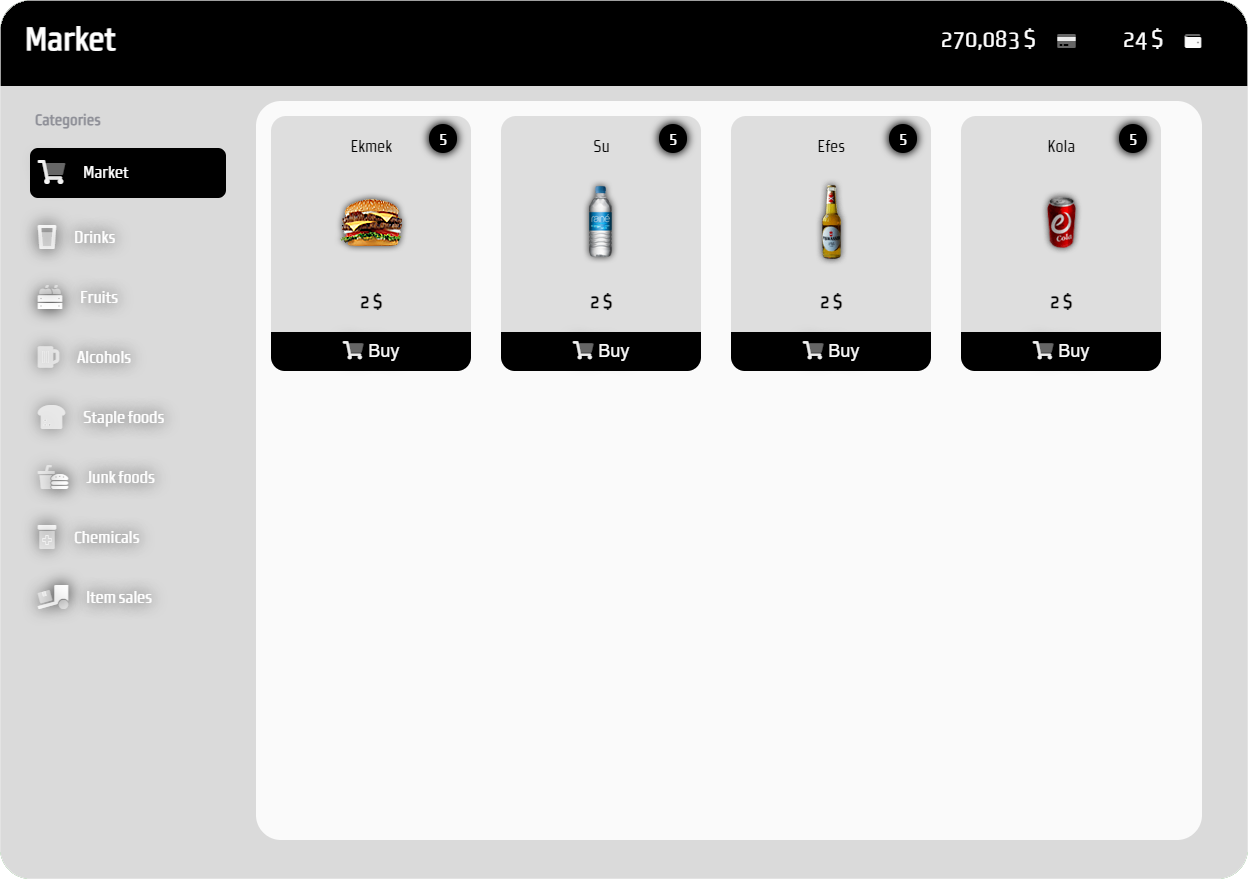 Market
270,083 $
24 $
Categories
Market
Drinks
Fruits
Alcohols
Staple foods
Junk foods
Chemicals
Item sales
Ekmek
5
2 $
Buy
Su
5
2 $
Buy
Efes
5
2 $
Buy
Kola
5
Cola
2 $
Buy